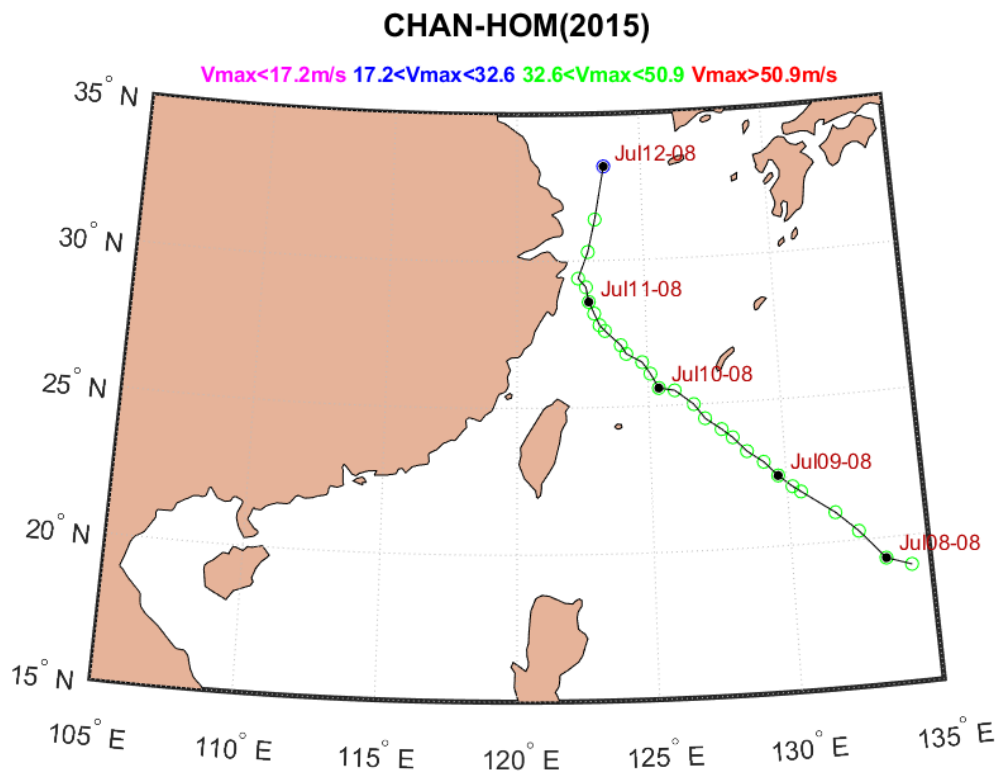 CHAN-HOM(2015)
Vmax<17.2m/s 17.2<Vmax<32.6 32.6<Vmax<50.9 Vmax>50.9m/s
35° N
Jul12-08
30° N
Jul11-08
25° N
Jul10-08
Jul09-08
20° N
Jul08-08
15° N
105° E
110° E
115° E
120° E
125° E
130° E
135° E